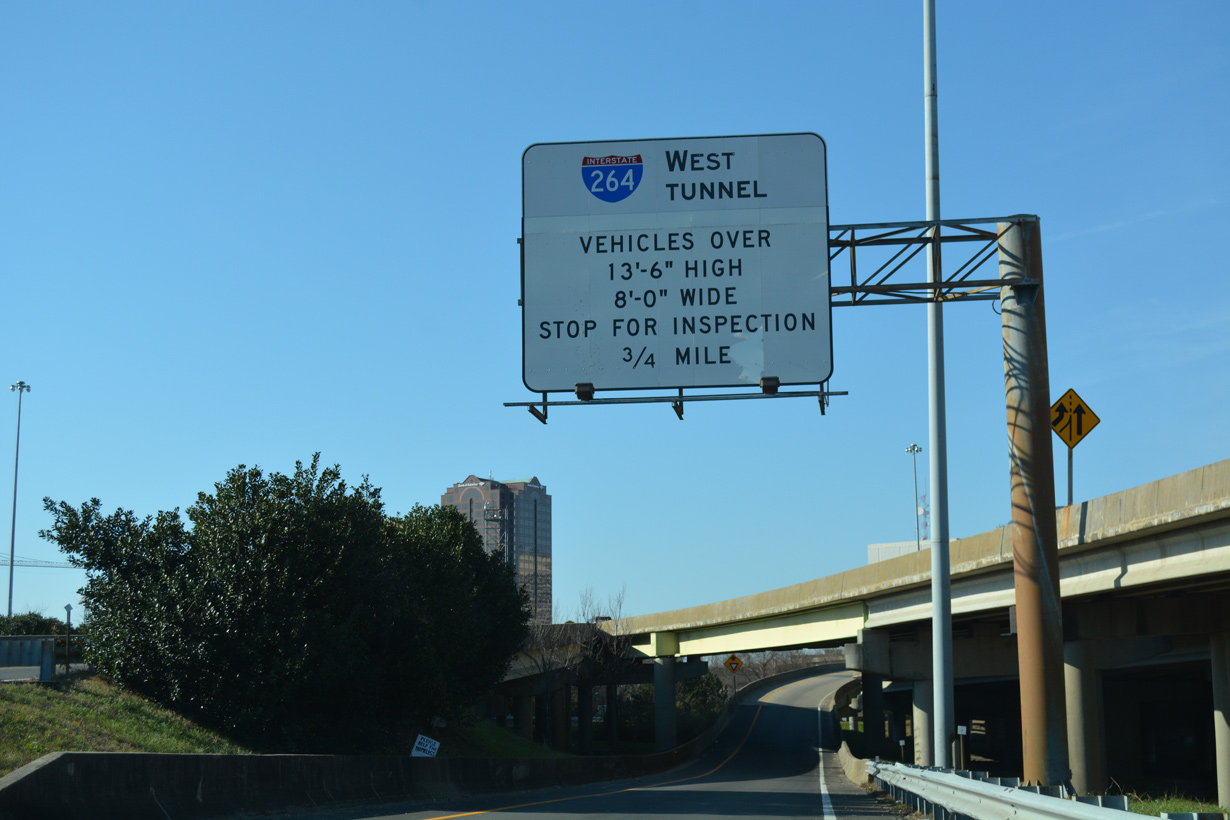 INTERSTATE
264
WEST
TUNNEL
VEHICLES OVER
13'-6" HIGH
8'-0" WIDE
STOP FOR INSPECTION
3/4 MILE